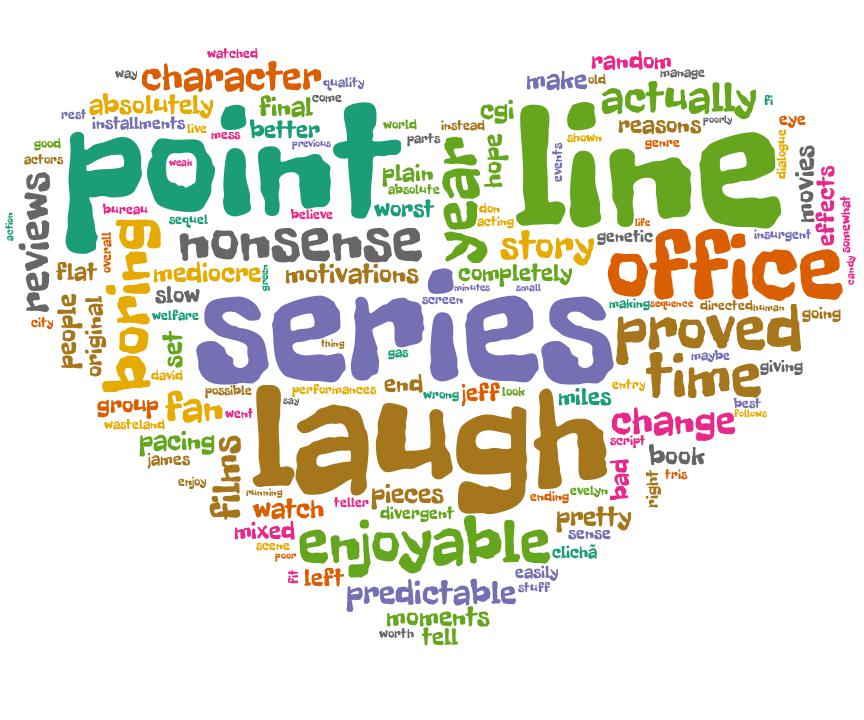 watched
way
character
quality
random
manage
make
old
absolutely
final
come
actually
fi
rest
installments
live
mess
better
previous
world
parts
instead
cgi
reasons
poorly
eye
good
actors
point
weak
line
shown
genre
events
dialogue
movies
effects
somewhat
candy
action
reviews
bureau
sequel
believe
plain
absolute
worst
year
hope
don
acting
life
insurgent
overall
boring
nonsense
story
genetic
office
flat
mediocre
green
motivations
completely
minutes
small
screen
slow
welfare
series
making
sequence
directed
human
going
city
people
original
set
david
thing
gas
proved
maybe
time
giving
possible
performances
end
wrong
jeff
look
miles
entry
best
follows
group
fan
went
say
laugh
change
wasteland
pacing
james
script
book
enjoy
films
running
bad
right
tris
watch
teller
pieces
ending
evelyn
divergent
pretty
mixed
sense
scene
poor
enjoyable
clichã
fit
left
easily
predictable
stuff
moments
worth
tell